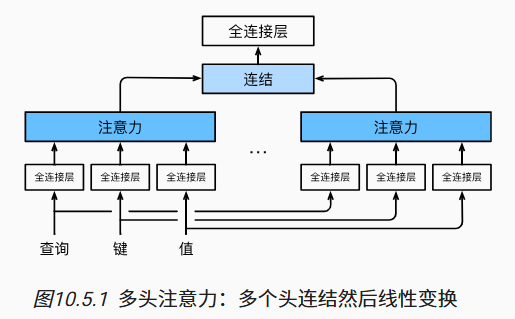 全连接层
连结
注意力
...
注意力
全连接层 全连接层 全连接层 全连接层 全连接层 全连接层
查询 键 值
图10.5.1 多头注意力：多个头连结然后线性变换